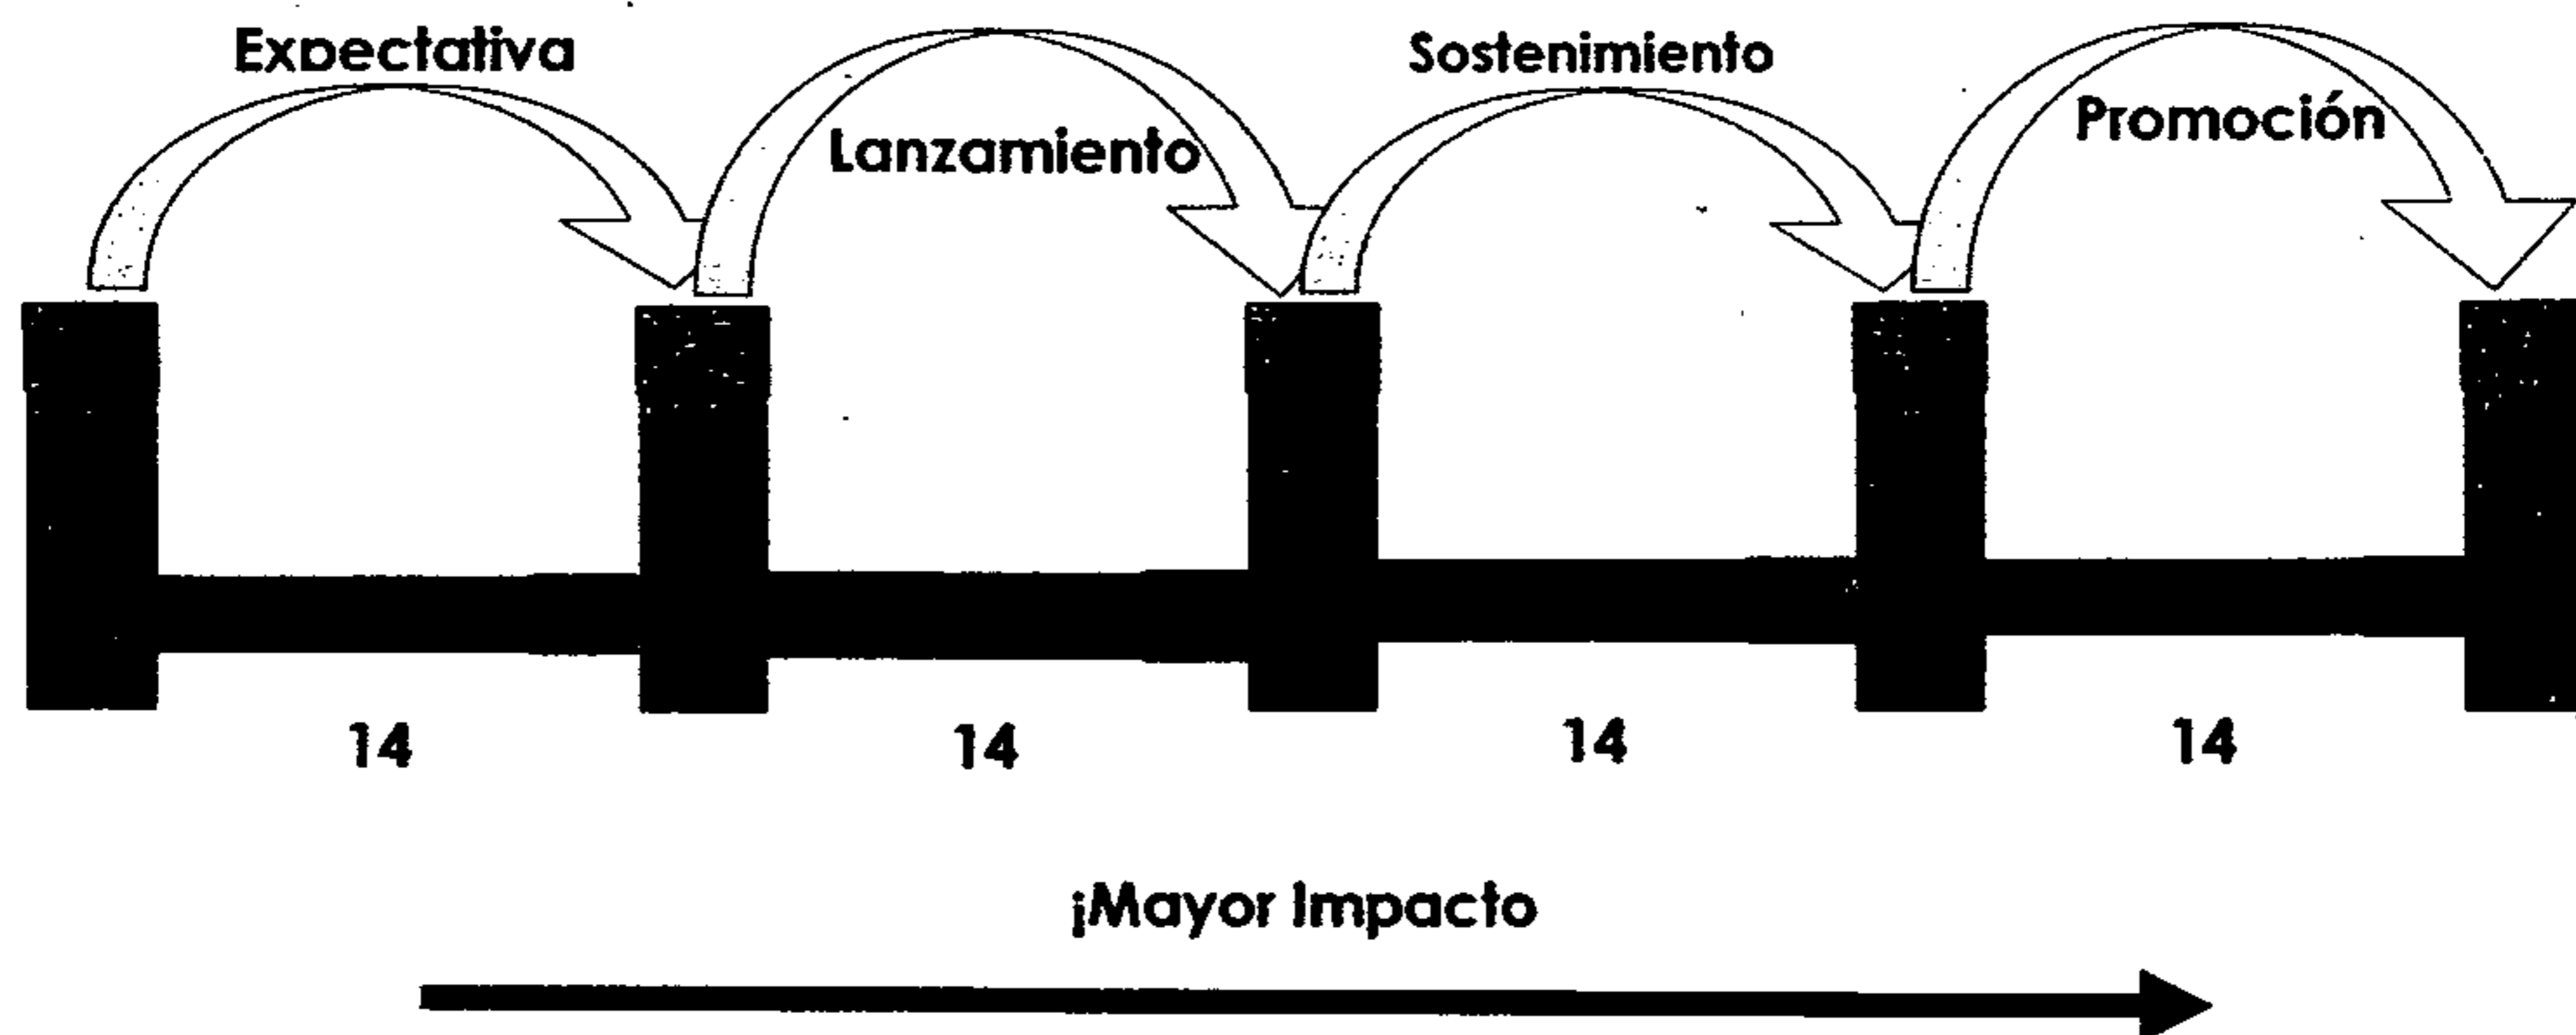 Expectativa
Lanzamiento
Sostenimiento
Promoción
14
14
14
14
¡Mayor Impacto